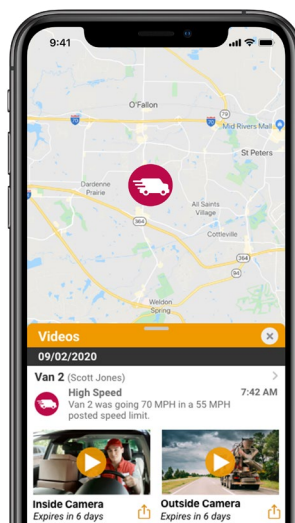 9:41
O'Fallon
79
70
70
Mid Rivers Mall
St Peters
Dardenne
Prairie
All Saints
Village
364
Cottleville
364
94
Weldon
Spring
Videos
09/02/2020
Van 2 (Scott Jones)
High Speed 7:42 AM
Van 2 was going 70 MPH in a 55 MPH
posted speed limit.
Inside Camera Outside Camera
Expires in 6 days Expires in 6 days